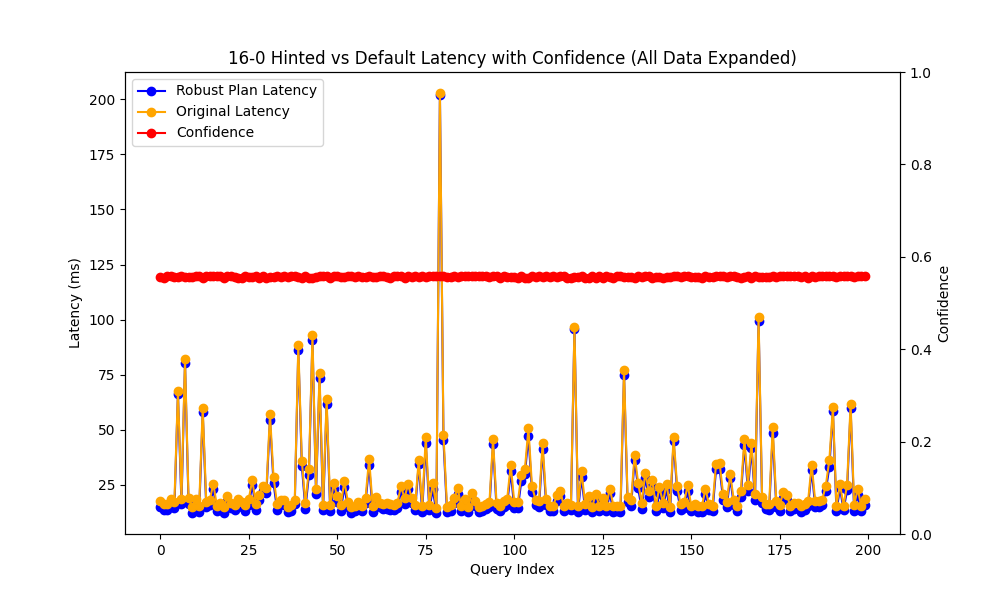 16-0 Hinted vs Default Latency with Confidence (All Data Expanded)
Robust Plan Latency
Original Latency
Confidence
Latency (ms)
200
175
150
125
100
75
50
25
1.0
0.8
0.6
0.4
0.2
0.0
Confidence
0 25 50 75 100 125 150 175 200
Query Index